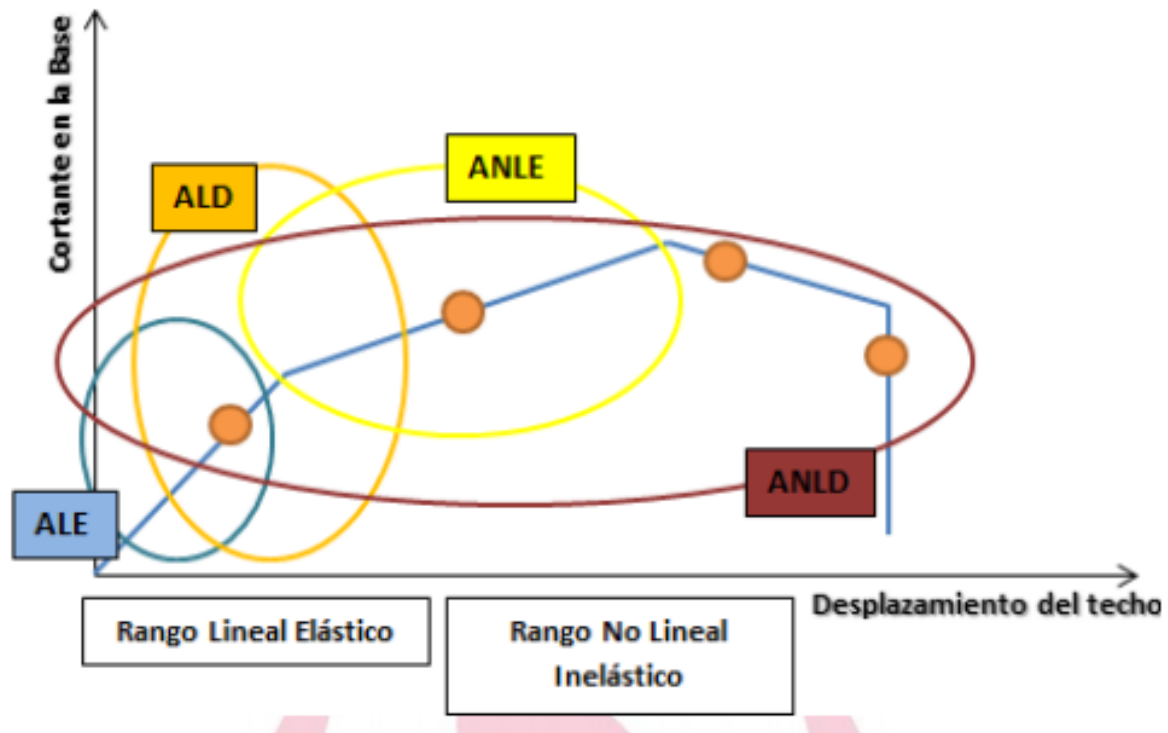 Cortante en la Base
ANLE
ALD
ANLD
ALE
Desplazamiento del techo
Rango Lineal Elástico
Rango No Lineal
Inelástico